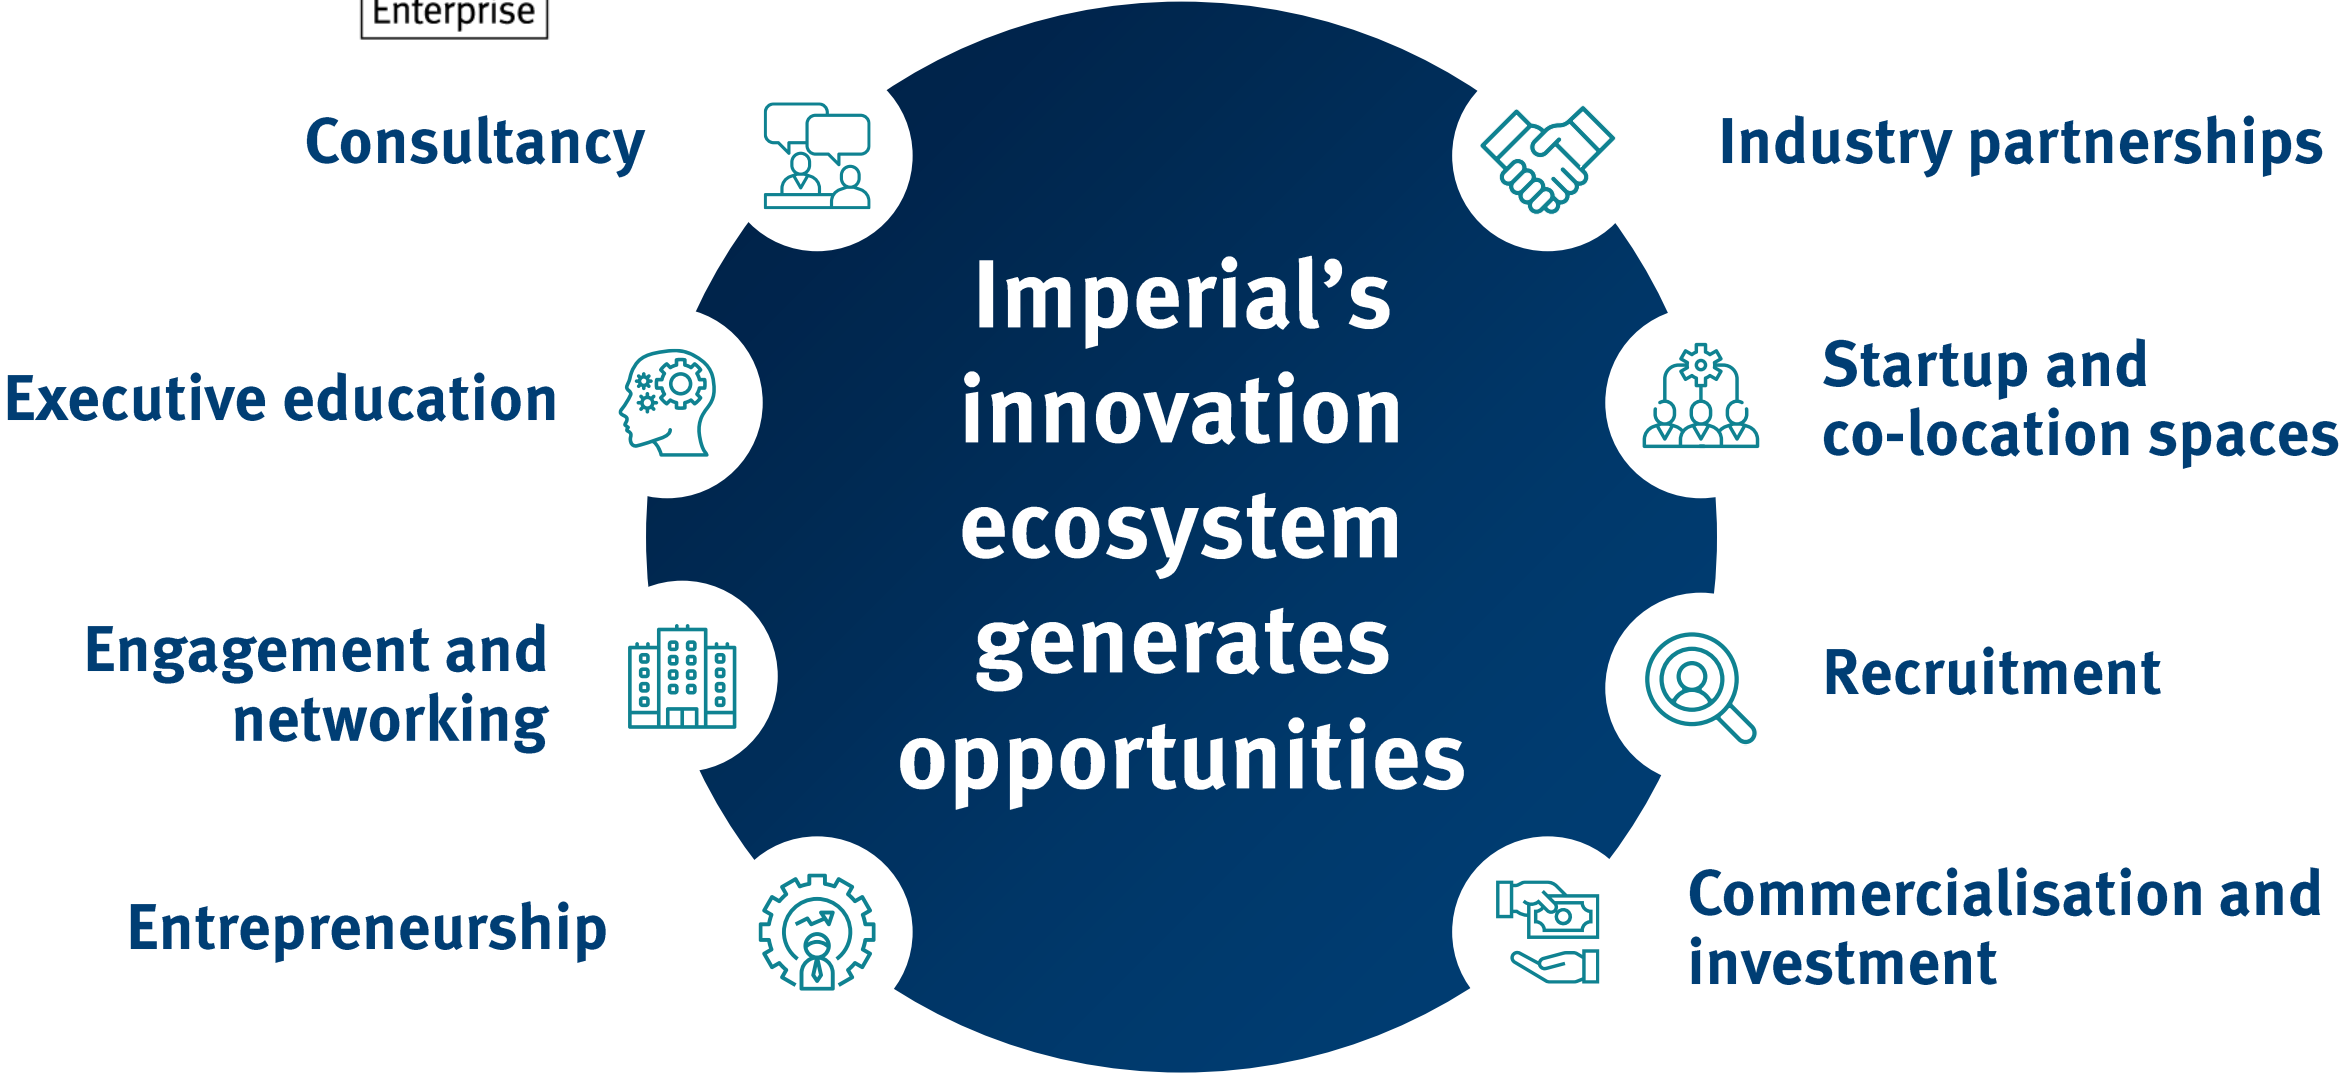 Enterprise
Consultancy
Executive education
Engagement and
networking
Entrepreneurship
Imperial’s
innovation
ecosystem
generates
opportunities
Industry partnerships
Startup and
co-location spaces
Recruitment
Commercialisation and
investment